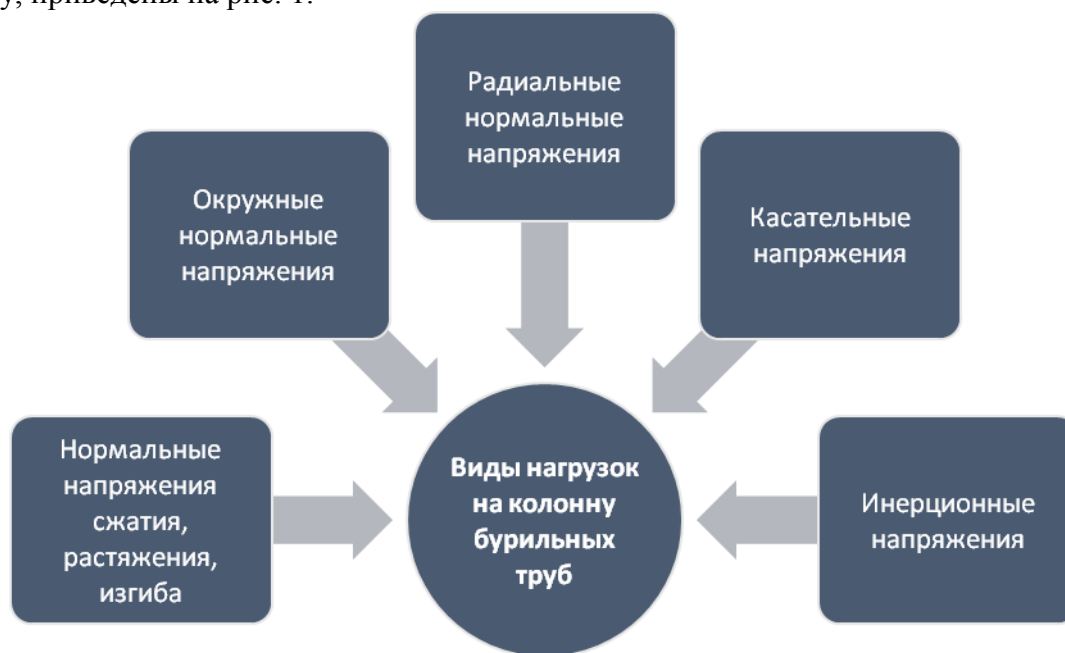 у, приведены на рис. 1.
Радиальные
нормальные
напряжения
Окружные
нормальные
напряжения
Касательные
напряжения
Нормальные
напряжения
сжатия,
растяжения,
изгиба
Виды нагрузок
на колонну
бурильных
труб
Инерционные
напряжения